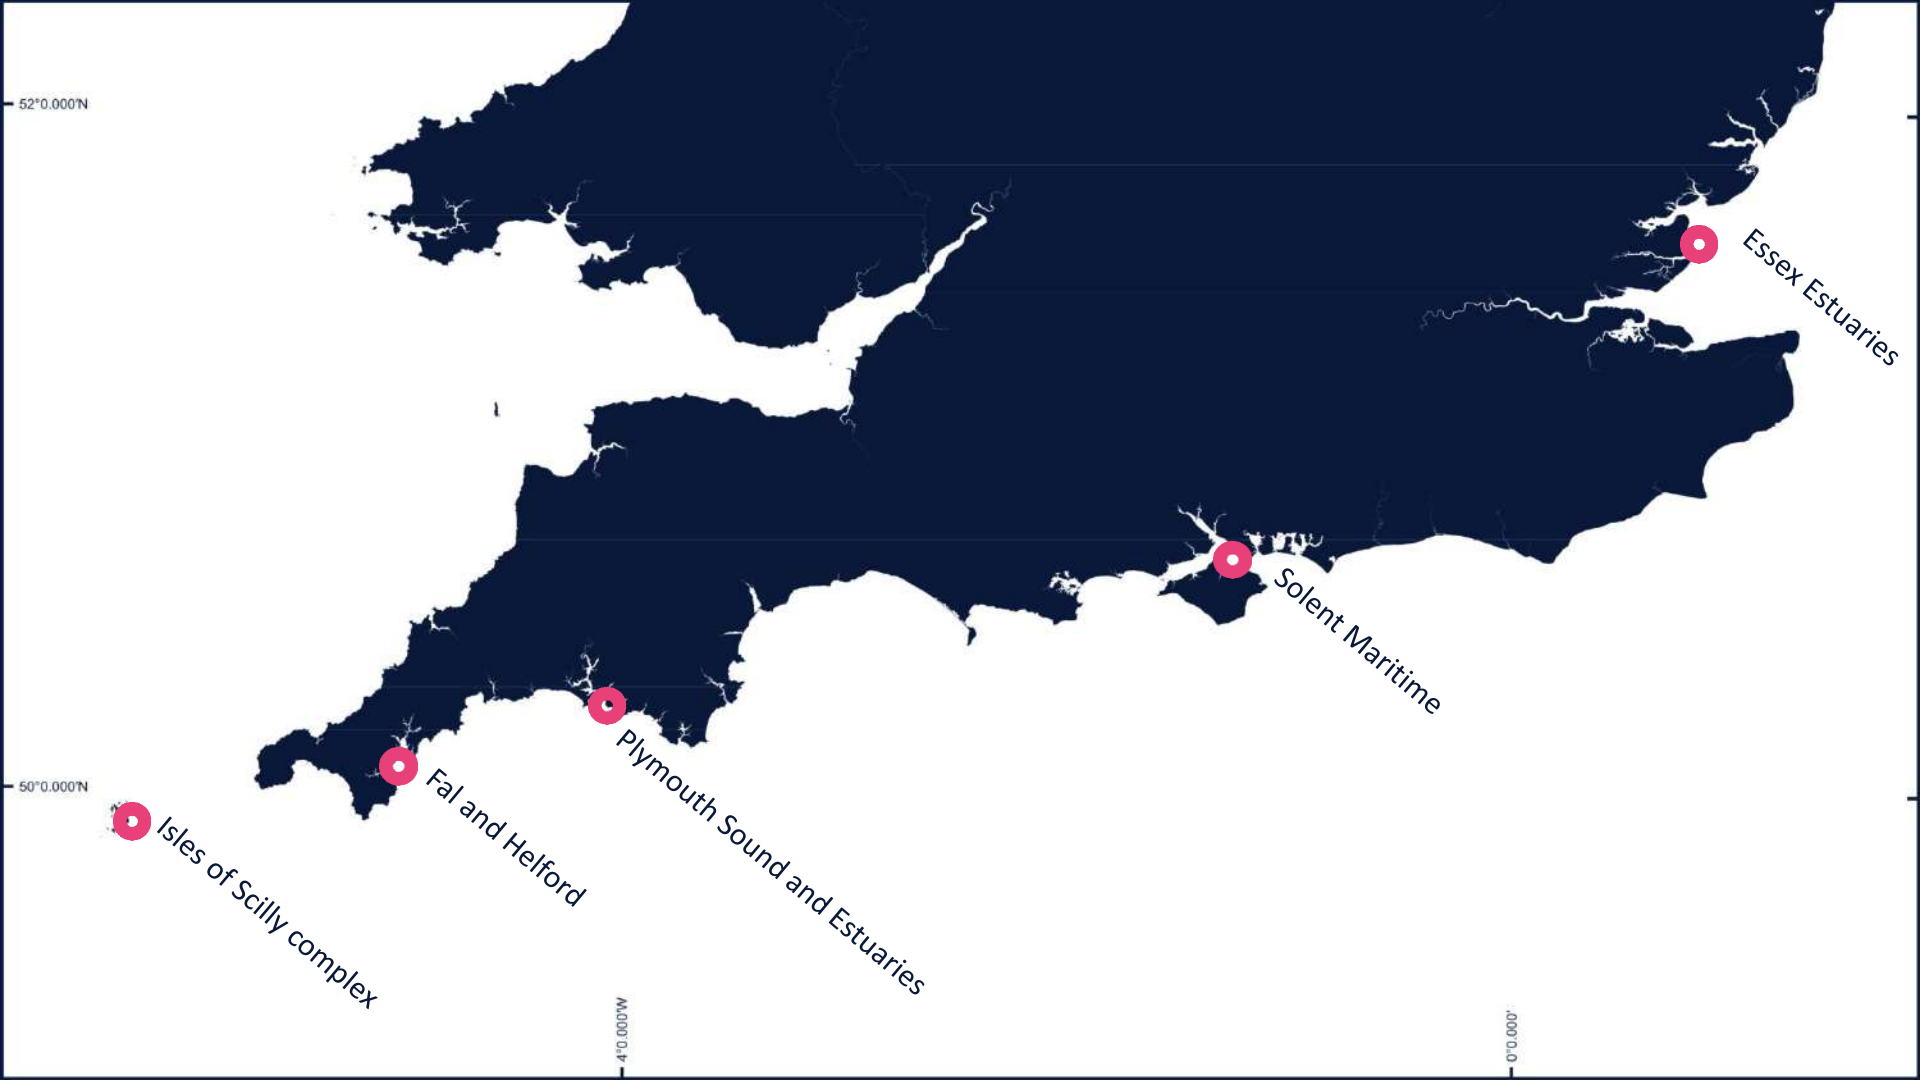 52°0.000'N
Essex Estuaries
Solent Maritime
Plymouth Sound and Estuaries
Fal and Helford
50°0.000'N
Isles of Scilly complex
4°0.000'W
0°0.000'